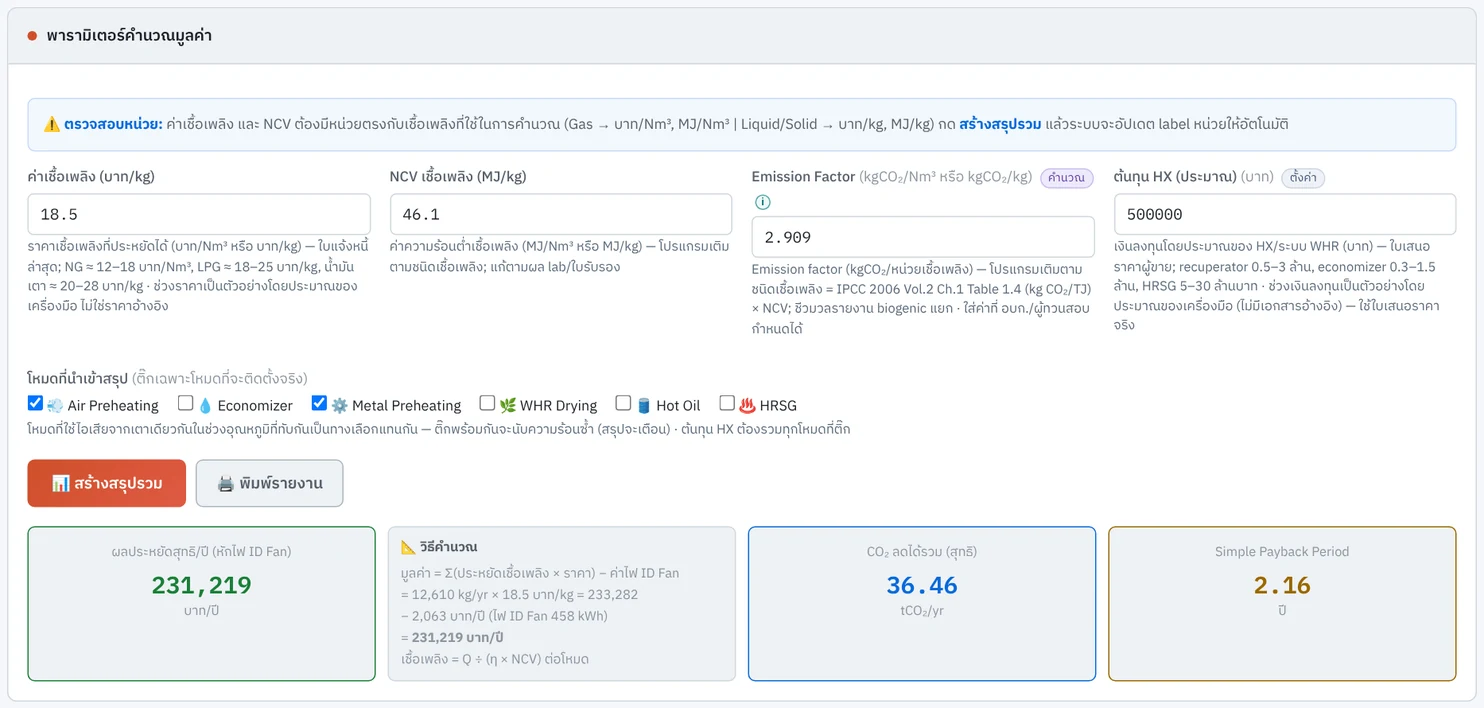 พารามิเตอร์คำนวณมูลค่า
⚠️ ตรวจสอบหน่วย: ค่าเชื้อเพลิง และ NCV ต้องมีหน่วยตรงกับเชื้อเพลิงที่ใช้ในการคำนวณ (Gas → บาท/Nm³, MJ/Nm³ | Liquid/Solid → บาท/kg, MJ/kg) กด สร้างสรุปรวม แล้วระบบจะอัปเดต label หน่วยให้อัตโนมัติ
ค่าเชื้อเพลิง (บาท/kg)
18.5
ราคาเชื้อเพลิงที่ประหยัดได้ (บาท/Nm³ หรือ บาท/kg) — ใบแจ้งหนี้
ล่าสุด; NG ≈ 12–18 บาท/Nm³, LPG ≈ 18–25 บาท/kg, น้ำมัน
เตา ≈ 20–28 บาท/kg · ช่วงราคาเป็นตัวอย่างโดยประมาณของ
เครื่องมือ ไม่ใช่ราคาอ้างอิง
NCV เชื้อเพลิง (MJ/kg)
46.1
ค่าความร้อนต่ำเชื้อเพลิง (MJ/Nm³ หรือ MJ/kg) — โปรแกรมเติม
ตามชนิดเชื้อเพลิง; แก้ตามผล lab/ใบรับรอง
Emission Factor (kgCO₂/Nm³ หรือ kgCO₂/kg) คำนวณ
ⓘ
2.909
Emission factor (kgCO₂/หน่วยเชื้อเพลิง) — โปรแกรมเติมตาม
ชนิดเชื้อเพลิง = IPCC 2006 Vol.2 Ch.1 Table 1.4 (kg CO₂/TJ)
× NCV; ชีวมวลรายงาน biogenic แยก · ใส่ค่าที่ อบก./ผู้ทวนสอบ
กำหนดได้
ต้นทุน HX (ประมาณ) (บาท) ตั้งค่า
500000
เงินลงทุนโดยประมาณของ HX/ระบบ WHR (บาท) — ใบเสนอ
ราคาผู้ขาย; recuperator 0.5–3 ล้าน, economizer 0.3–1.5
ล้าน, HRSG 5–30 ล้านบาท · ช่วงเงินลงทุนเป็นตัวอย่างโดย
ประมาณของเครื่องมือ (ไม่มีเอกสารอ้างอิง) — ใช้ใบเสนอราคา
จริง
โหมดที่นำเข้าสรุป (ติ๊กเฉพาะโหมดที่จะติดตั้งจริง)
💨 Air Preheating 💧 Economizer ⚙️ Metal Preheating 🌿 WHR Drying 🛢️ Hot Oil ♨️ HRSG
โหมดที่ใช้ไอเสียจากเตาเดียวกันในช่วงอุณหภูมิที่ทับกันเป็นทางเลือกแทนกัน — ติ๊กพร้อมกันจะนับความร้อนซ้ำ (สรุปจะเตือน) · ต้นทุน HX ต้องรวมทุกโหมดที่ติ๊ก
📊 สร้างสรุปรวม 🖨️ พิมพ์รายงาน
ผลประหยัดสุทธิ/ปี (หักไฟ ID Fan)
231,219
บาท/ปี
📐 วิธีคำนวณ
มูลค่า = Σ(ประหยัดเชื้อเพลิง × ราคา) − ค่าไฟ ID Fan
= 12,610 kg/yr × 18.5 บาท/kg = 233,282
− 2,063 บาท/ปี (ไฟ ID Fan 458 kWh)
= 231,219 บาท/ปี
เชื้อเพลิง = Q ÷ (η × NCV) ต่อโหมด
CO₂ ลดได้รวม (สุทธิ)
36.46
tCO₂/yr
Simple Payback Period
2.16
ปี